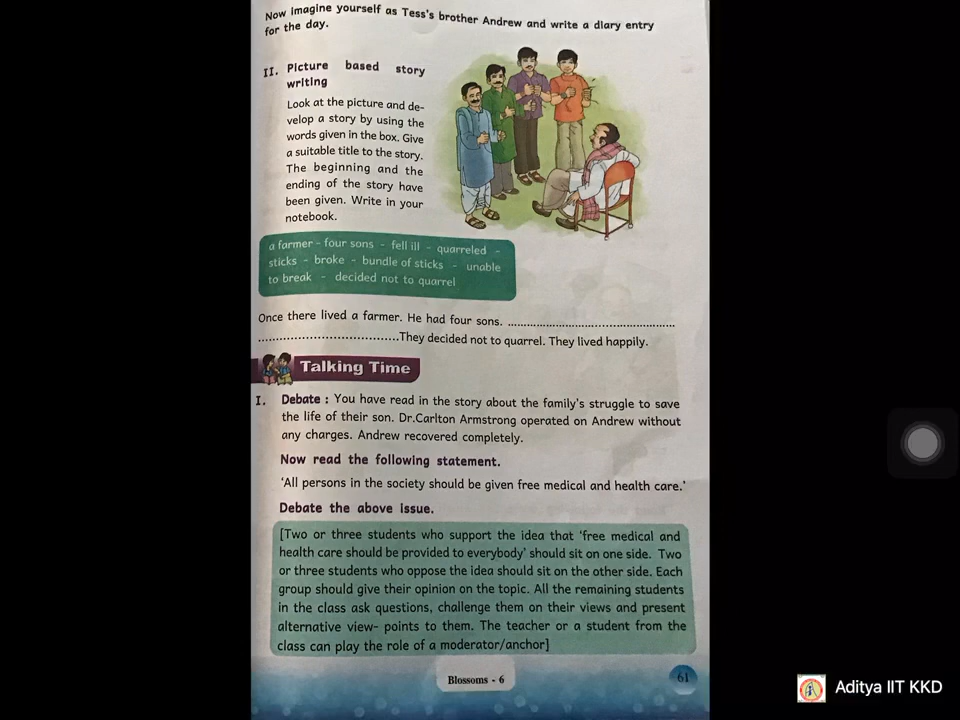 Now imagine yourself as Tess's brother Andrew and write a diary entry
for the day.
II. Picture based story
writing
Look at the picture and de-
velop a story by using the
words given in the box. Give
a suitable title to the story.
The beginning and the
ending of the story have
been given. Write in your
notebook.
a farmer - four sons - fell ill - quarreled -
sticks - broke - bundle of sticks - unable
to break - decided not to quarrel
Once there lived a farmer. He had four sons. ....................................................
...................................They decided not to quarrel. They lived happily.
Talking Time
I. Debate : You have read in the story about the family's struggle to save
the life of their son. Dr.Carlton Armstrong operated on Andrew without
any charges. Andrew recovered completely.
Now read the following statement.
'All persons in the society should be given free medical and health care.'
Debate the above issue.
[Two or three students who support the idea that 'free medical and
health care should be provided to everybody' should sit on one side. Two
or three students who oppose the idea should sit on the other side. Each
group should give their opinion on the topic. All the remaining students
in the class ask questions, challenge them on their views and present
alternative view- points to them. The teacher or a student from the
class can play the role of a moderator/anchor]
Blossoms - 6
61
Aditya IIT KKD